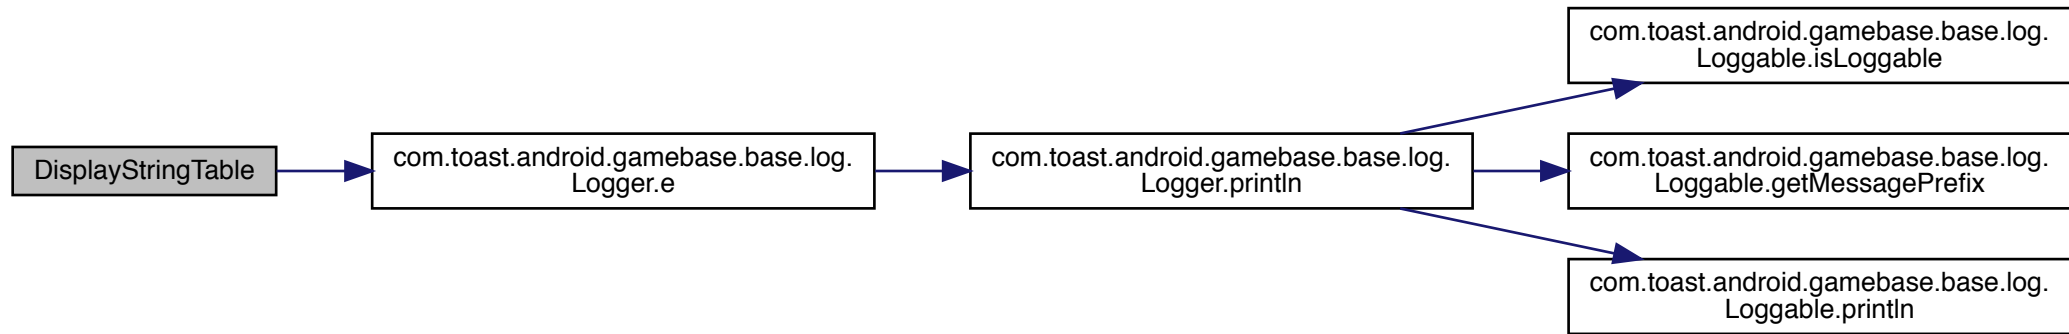 DisplayStringTable
com.toast.android.gamebase.base.log.
Logger.e
com.toast.android.gamebase.base.log.
Logger.println
com.toast.android.gamebase.base.log.
Loggable.isLoggable
com.toast.android.gamebase.base.log.
Loggable.getMessagePrefix
com.toast.android.gamebase.base.log.
Loggable.println